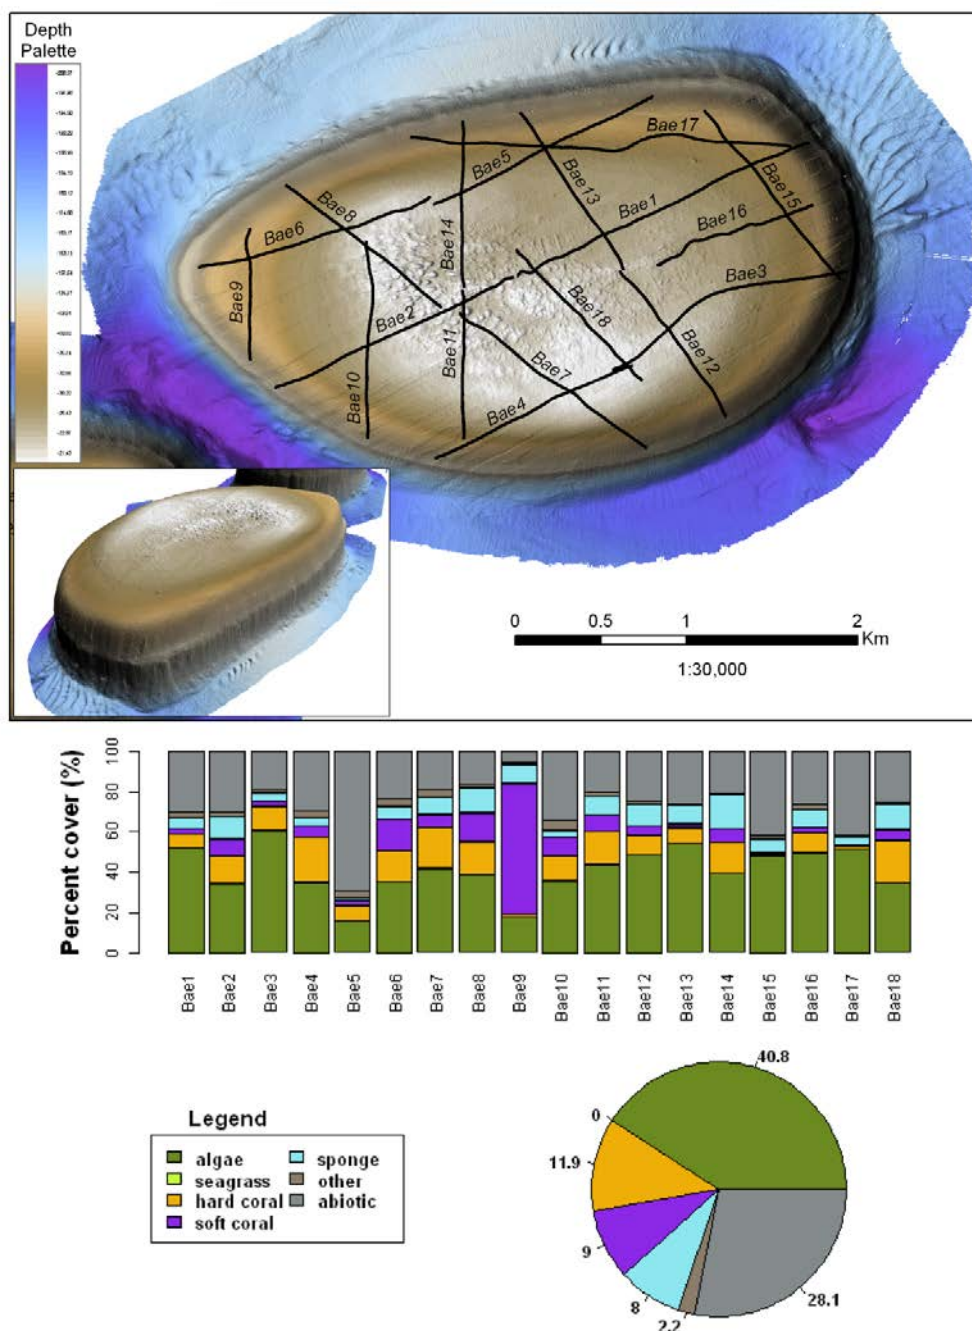 Depth
Palette
Bae17
Bae5
Bae13
Bae1
Bae15
Bae8
Bae6
Bae14
Bae16
Bae3
Bae9
Bae2
Bae18
Bae11
Bae10
Bae7
Bae12
Bae4
0 0.5 1 2
Km
1:30,000
Percent cover (%)
100
80
60
40
20
0
Bae1 Bae2 Bae3 Bae4 Bae5 Bae6 Bae7 Bae8 Bae9 Bae10 Bae11 Bae12 Bae13 Bae14 Bae15 Bae16 Bae17 Bae18
40.8
0
11.9
9
8
2.2
28.1
Legend
algae
seagrass
hard coral
soft coral
sponge
other
abiotic